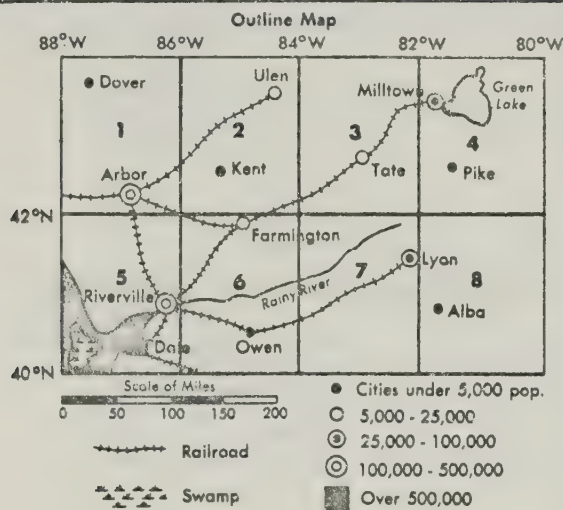 Outline Map
88°W 86°W 84°W 82°W 80°W
Dover
Ulen
Milltown
Green
Lake
1
2
3
4
Arbor
Kent
Tate
Pike
42°N
Farmington
5
6
7
8
Riverville
Rainy River
Lyon
Alba
Dale
Owen
40°N
Scale of Miles
0 50 100 150 200
Railroad
Swamp
Cities under 5,000 pop.
5,000 - 25,000
25,000 - 100,000
100,000 - 500,000
Over 500,000